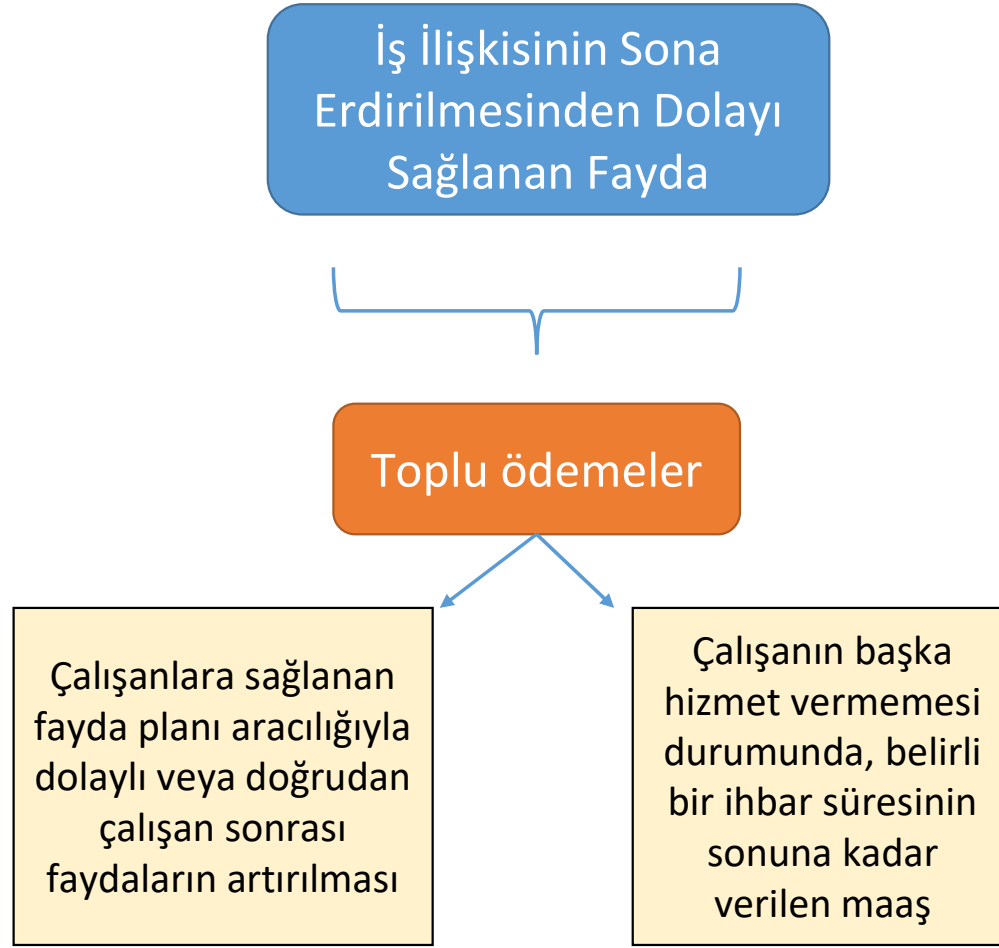 İş İlişkisinin Sona
Erdirilmesinden Dolayı
Sağlanan Fayda
Toplu ödemeler
Çalışanlara sağlanan
fayda planı aracılığıyla
dolaylı veya doğrudan
çalışan sonrası
faydaların artırılması
Çalışanın başka
hizmet vermemesi
durumunda, belirli
bir ihbar süresinin
sonuna kadar
verilen maaş